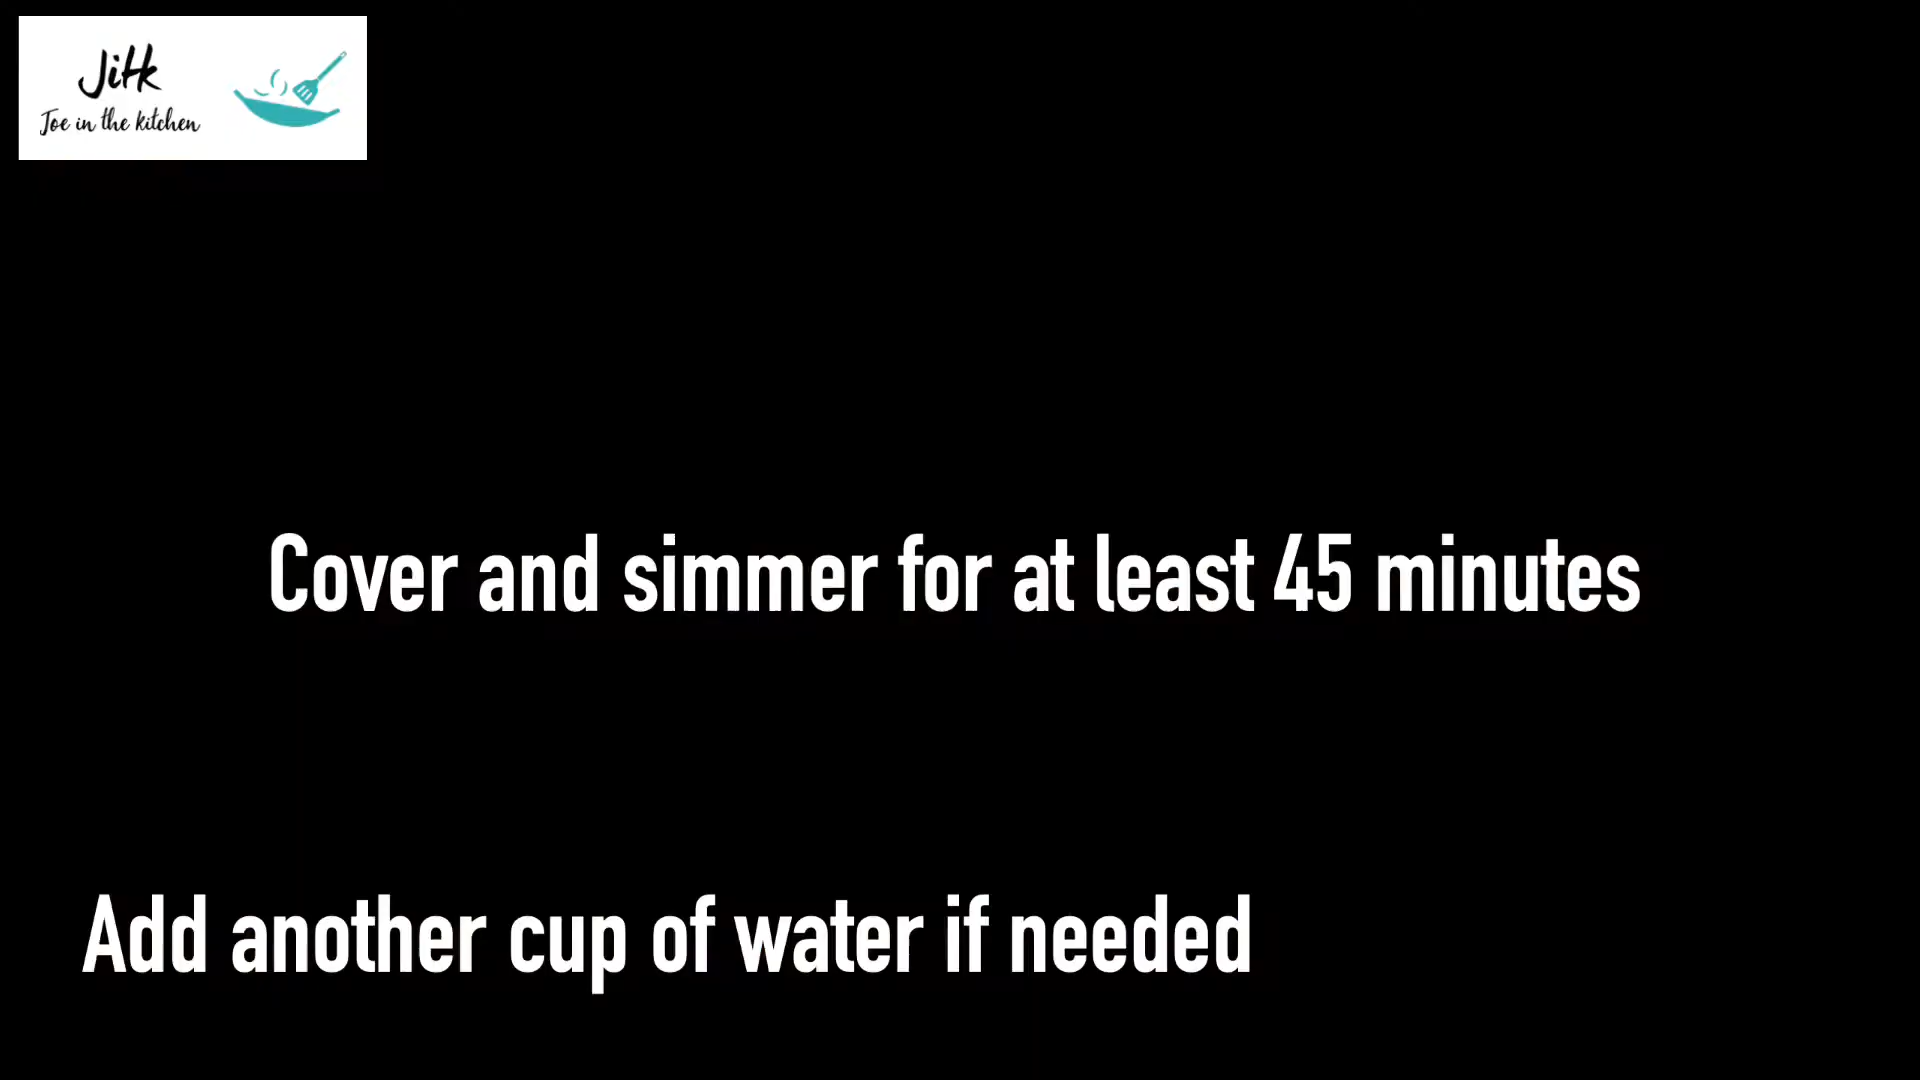 JitK
Joe in the kitchen
Cover and simmer for at least 45 minutes
Add another cup of water if needed